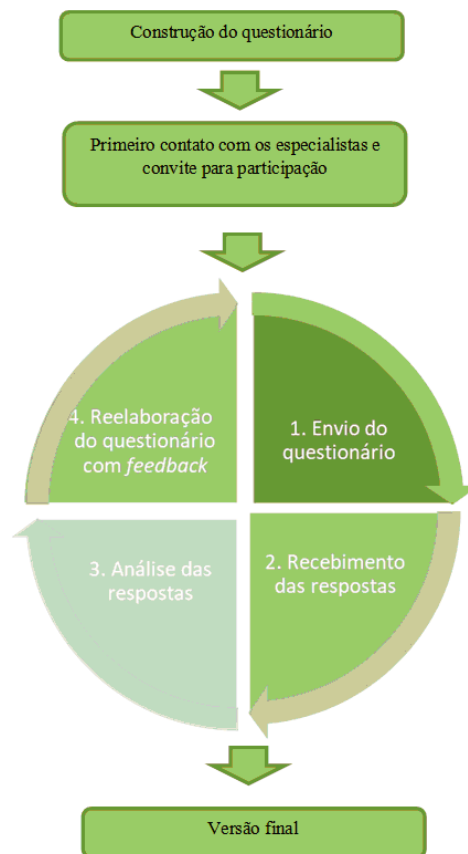 Construção do questionário
Primeiro contato com os especialistas e
convite para participação
1. Envio do
questionário
2. Recebimento
das respostas
3. Análise das
respostas
4. Reelaboração
do questionário
com feedback
Versão final